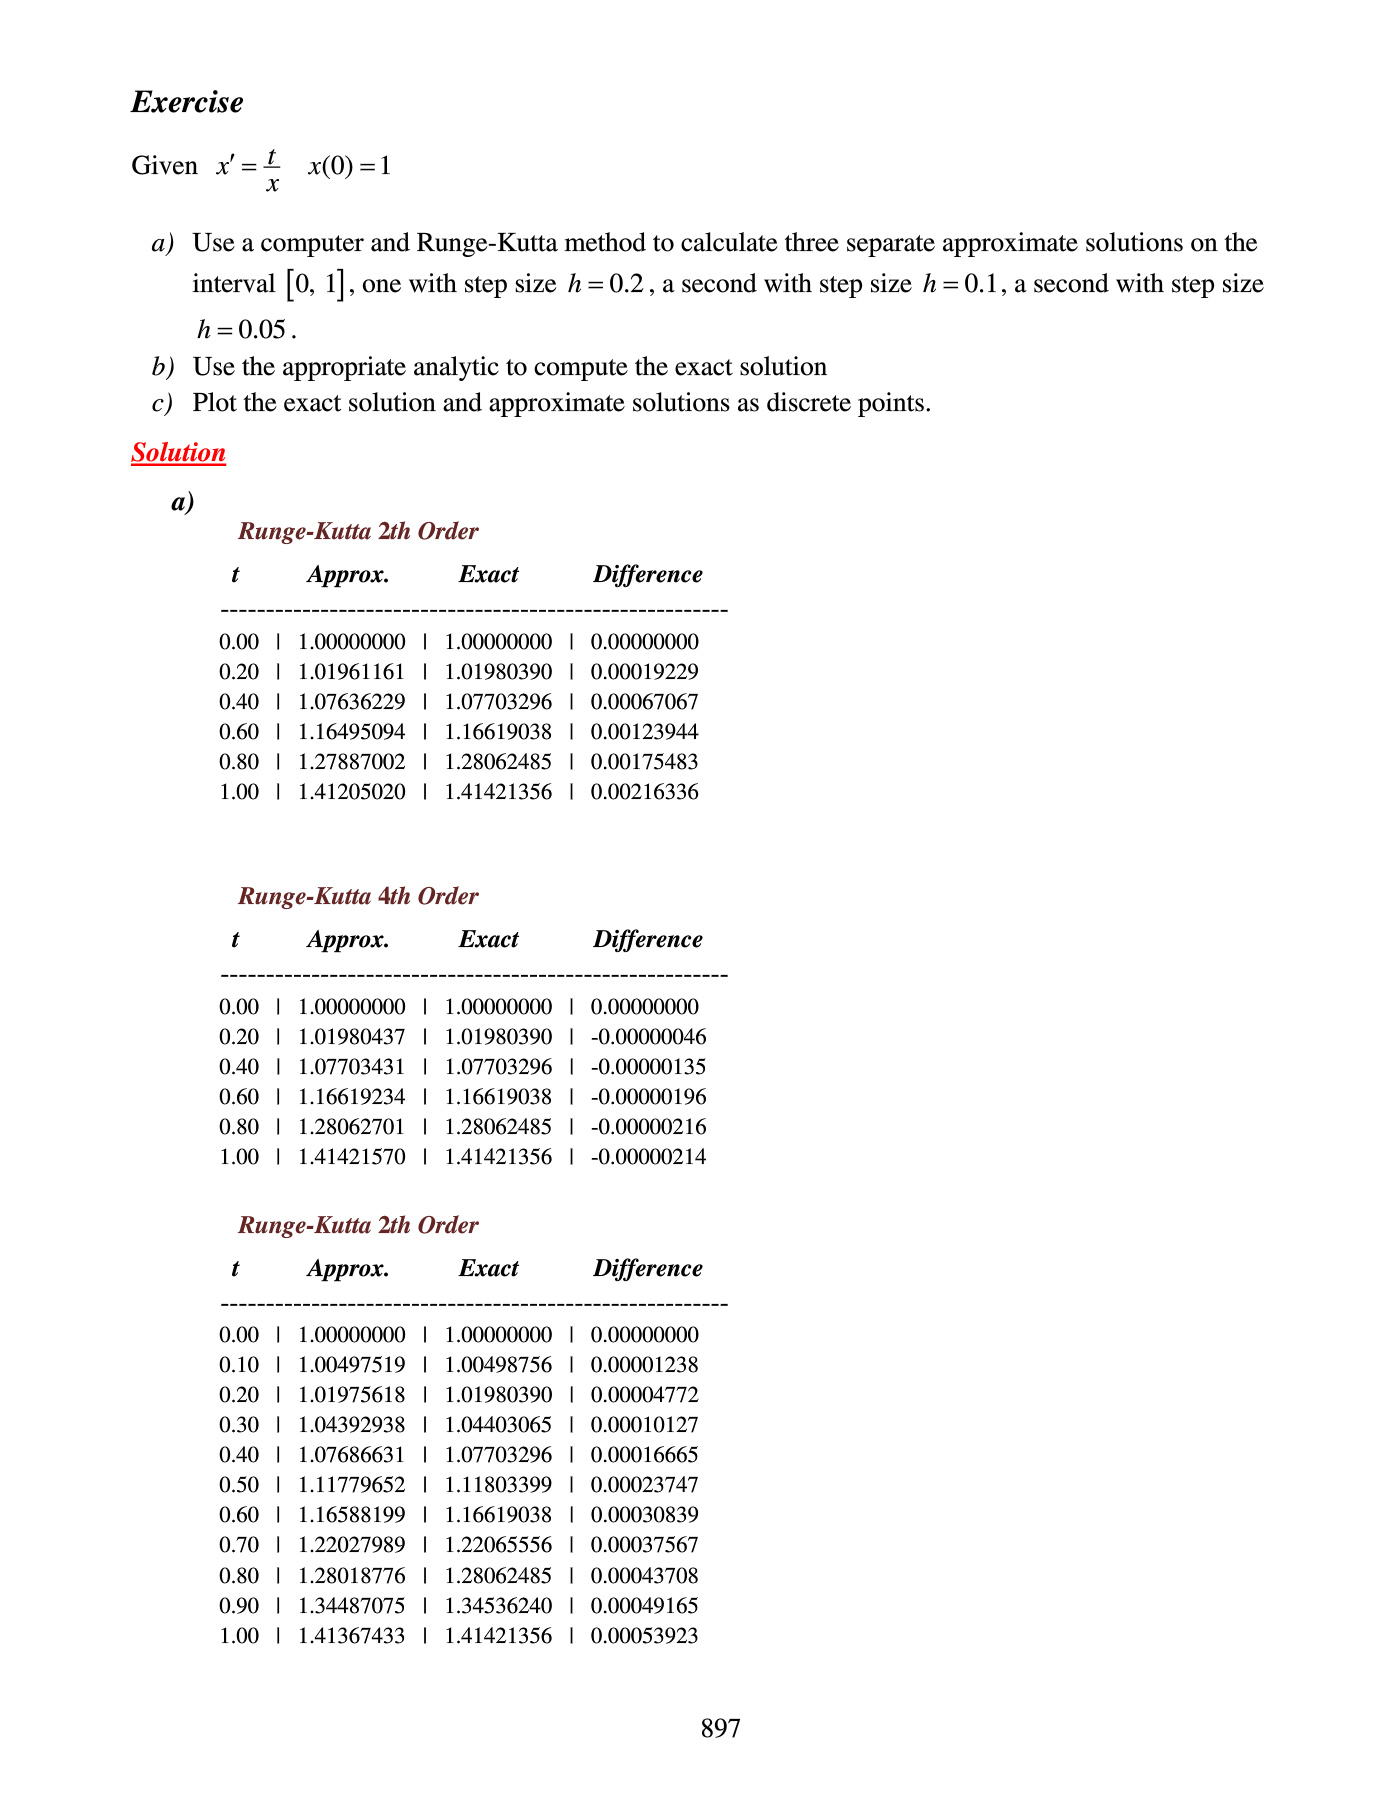 Exercise
Given x′ = t/x x(0) = 1
a) Use a computer and Runge-Kutta method to calculate three separate approximate solutions on the
interval [0, 1], one with step size h = 0.2, a second with step size h = 0.1, a second with step size
h = 0.05.
b) Use the appropriate analytic to compute the exact solution
c) Plot the exact solution and approximate solutions as discrete points.
Solution
a)
Runge-Kutta 2th Order
t Approx. Exact Difference
--------------------------------------------------------
0.00 | 1.00000000 | 1.00000000 | 0.00000000
0.20 | 1.01961161 | 1.01980390 | 0.00019229
0.40 | 1.07636229 | 1.07703296 | 0.00067067
0.60 | 1.16495094 | 1.16619038 | 0.00123944
0.80 | 1.27887002 | 1.28062485 | 0.00175483
1.00 | 1.41205020 | 1.41421356 | 0.00216336
Runge-Kutta 4th Order
t Approx. Exact Difference
--------------------------------------------------------
0.00 | 1.00000000 | 1.00000000 | 0.00000000
0.20 | 1.01980437 | 1.01980390 | -0.00000046
0.40 | 1.07703431 | 1.07703296 | -0.00000135
0.60 | 1.16619234 | 1.16619038 | -0.00000196
0.80 | 1.28062701 | 1.28062485 | -0.00000216
1.00 | 1.41421570 | 1.41421356 | -0.00000214
Runge-Kutta 2th Order
t Approx. Exact Difference
--------------------------------------------------------
0.00 | 1.00000000 | 1.00000000 | 0.00000000
0.10 | 1.00497519 | 1.00498756 | 0.00001238
0.20 | 1.01975618 | 1.01980390 | 0.00004772
0.30 | 1.04392938 | 1.04403065 | 0.00010127
0.40 | 1.07686631 | 1.07703296 | 0.00016665
0.50 | 1.11779652 | 1.11803399 | 0.00023747
0.60 | 1.16588199 | 1.16619038 | 0.00030839
0.70 | 1.22027989 | 1.22065556 | 0.00037567
0.80 | 1.28018776 | 1.28062485 | 0.00043708
0.90 | 1.34487075 | 1.34536240 | 0.00049165
1.00 | 1.41367433 | 1.41421356 | 0.00053923
897